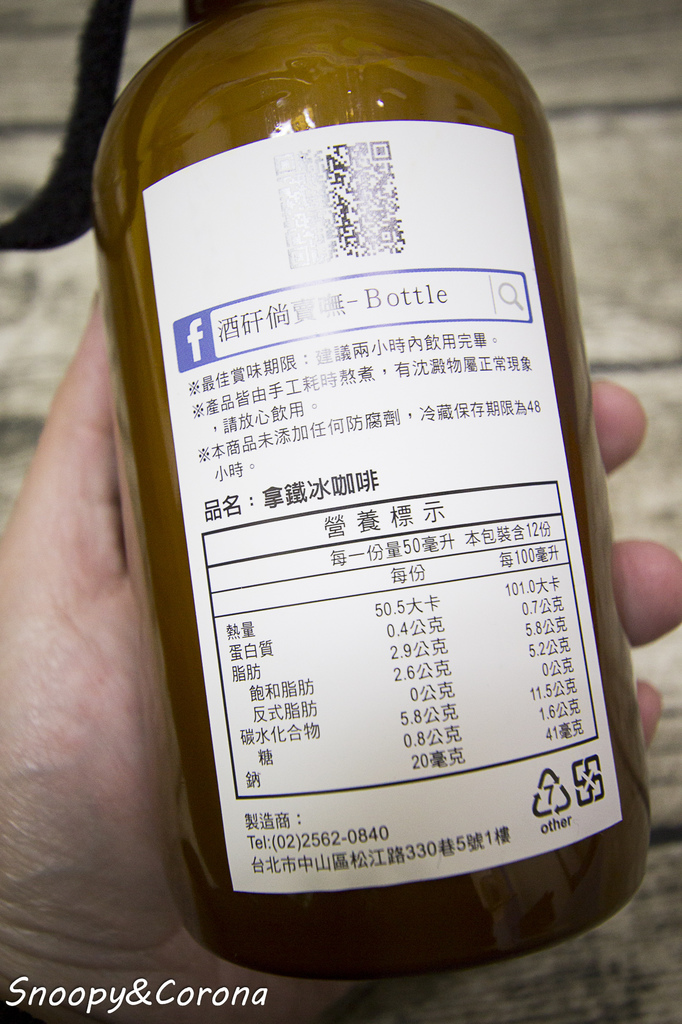 f 酒矸倘賣嘸-Bottle
※最佳賞味期限：建議兩小時內飲用完畢。
※產品皆由手工耗時熬煮，有沈澱物屬正常現象
，請放心飲用。
※本商品未添加任何防腐劑，冷藏保存期限為48
小時。
品名：拿鐵冰咖啡
營養標示
每一份量50毫升 本包裝含12份
每份 每100毫升
熱量 50.5大卡 101.0大卡
蛋白質 0.4公克 0.7公克
脂肪 2.9公克 5.8公克
飽和脂肪 2.6公克 5.2公克
反式脂肪 0公克 0公克
碳水化合物 5.8公克 11.5公克
糖 0.8公克 1.6公克
鈉 20毫克 41毫克
7
other
製造商：
Tel:(02)2562-0840
台北市中山區松江路330巷5號1樓
Snoopy&Corona